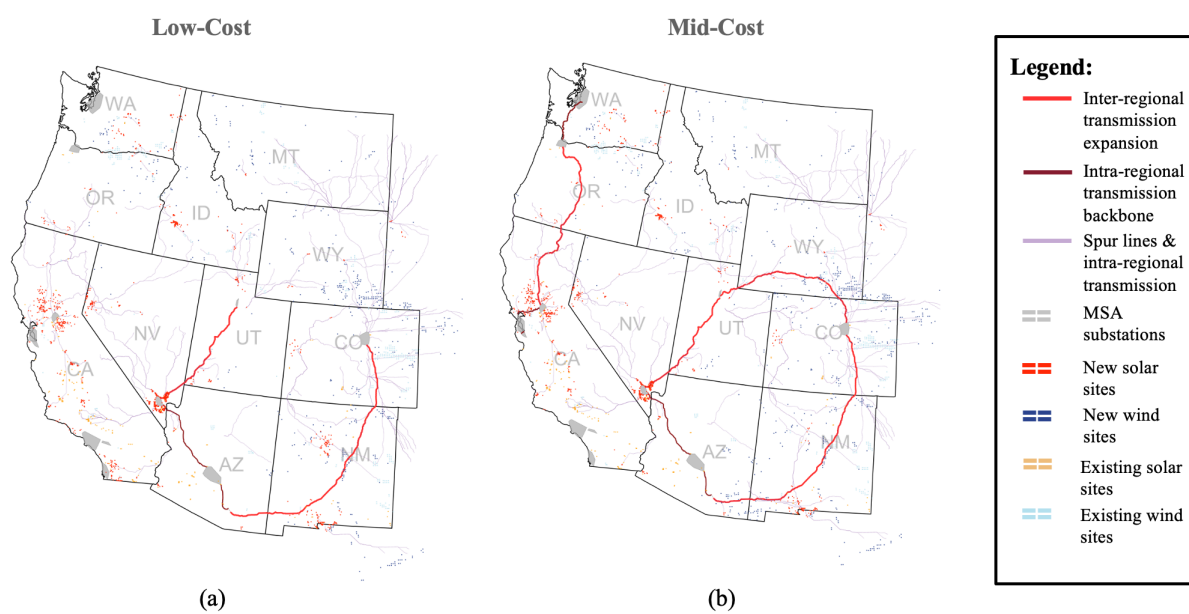 Low-Cost
Mid-Cost
WA
MT
OR
ID
WY
NV
UT
CO
CA
AZ
NM
(a)
WA
MT
OR
ID
WY
NV
UT
CO
CA
AZ
NM
(b)
Legend:
Inter-regional
transmission
expansion
Intra-regional
transmission
backbone
Spur lines &
intra-regional
transmission
MSA
substations
New solar
sites
New wind
sites
Existing solar
sites
Existing wind
sites